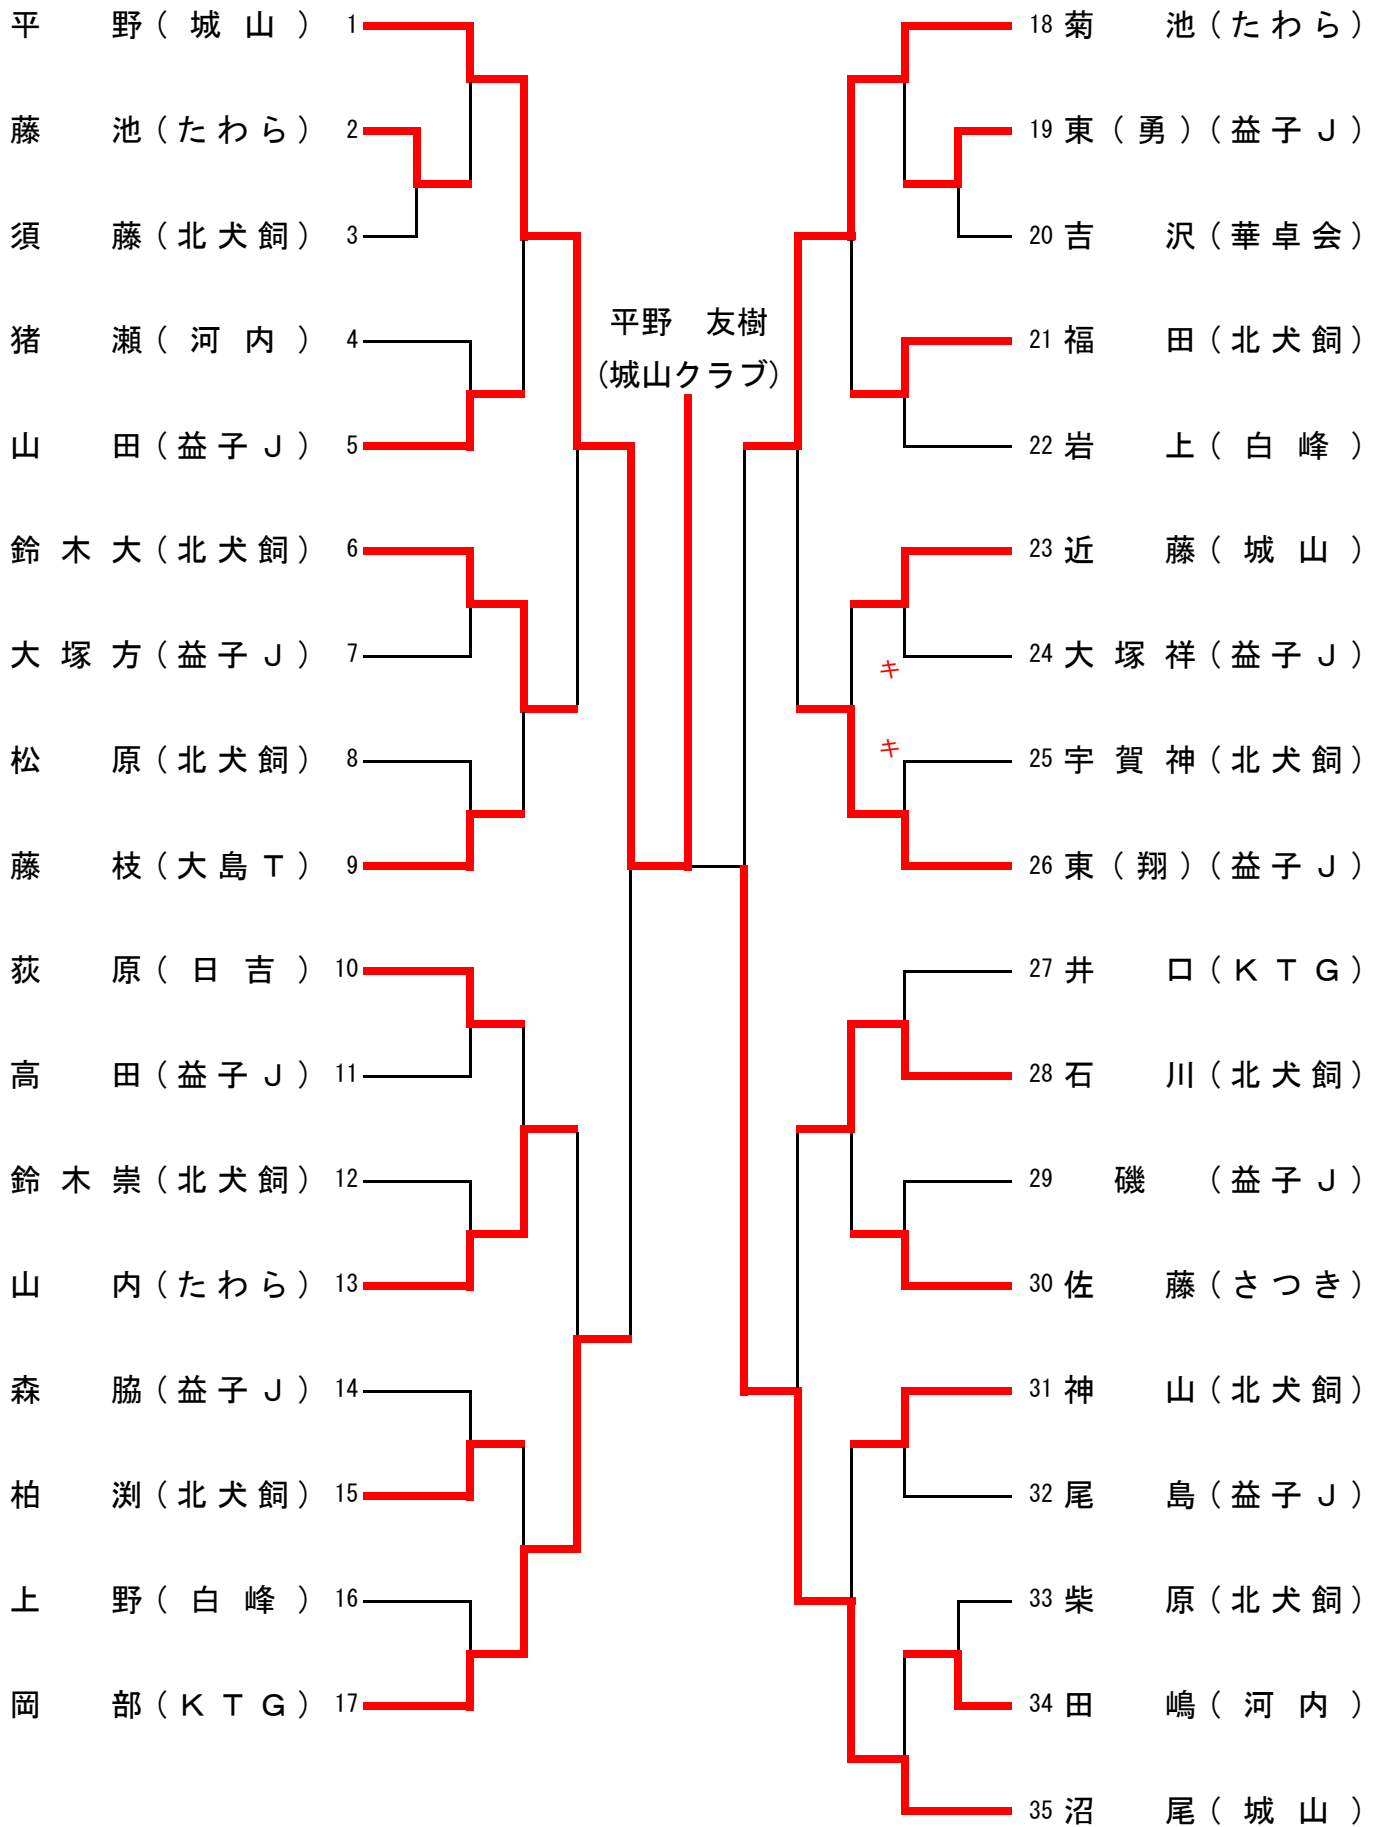 平野（城山）1
藤池（たわら）2
須藤（北犬飼）3
猪瀬（河内）4
山田（益子Ｊ）5
鈴木大（北犬飼）6
大塚方（益子Ｊ）7
松原（北犬飼）8
藤枝（大島Ｔ）9
荻原（日吉）10
高田（益子Ｊ）11
鈴木崇（北犬飼）12
山内（たわら）13
森脇（益子Ｊ）14
柏渕（北犬飼）15
上野（白峰）16
岡部（ＫＴＧ）17
平野　友樹
（城山クラブ）
18 菊池（たわら）
19 東（勇）（益子Ｊ）
20 吉沢（華卓会）
21 福田（北犬飼）
22 岩上（白峰）
23 近藤（城山）
24 大塚祥（益子Ｊ）
キ
キ
25 宇賀神（北犬飼）
26 東（翔）（益子Ｊ）
27 井口（ＫＴＧ）
28 石川（北犬飼）
29 磯（益子Ｊ）
30 佐藤（さつき）
31 神山（北犬飼）
32 尾島（益子Ｊ）
33 柴原（北犬飼）
34 田嶋（河内）
35 沼尾（城山）